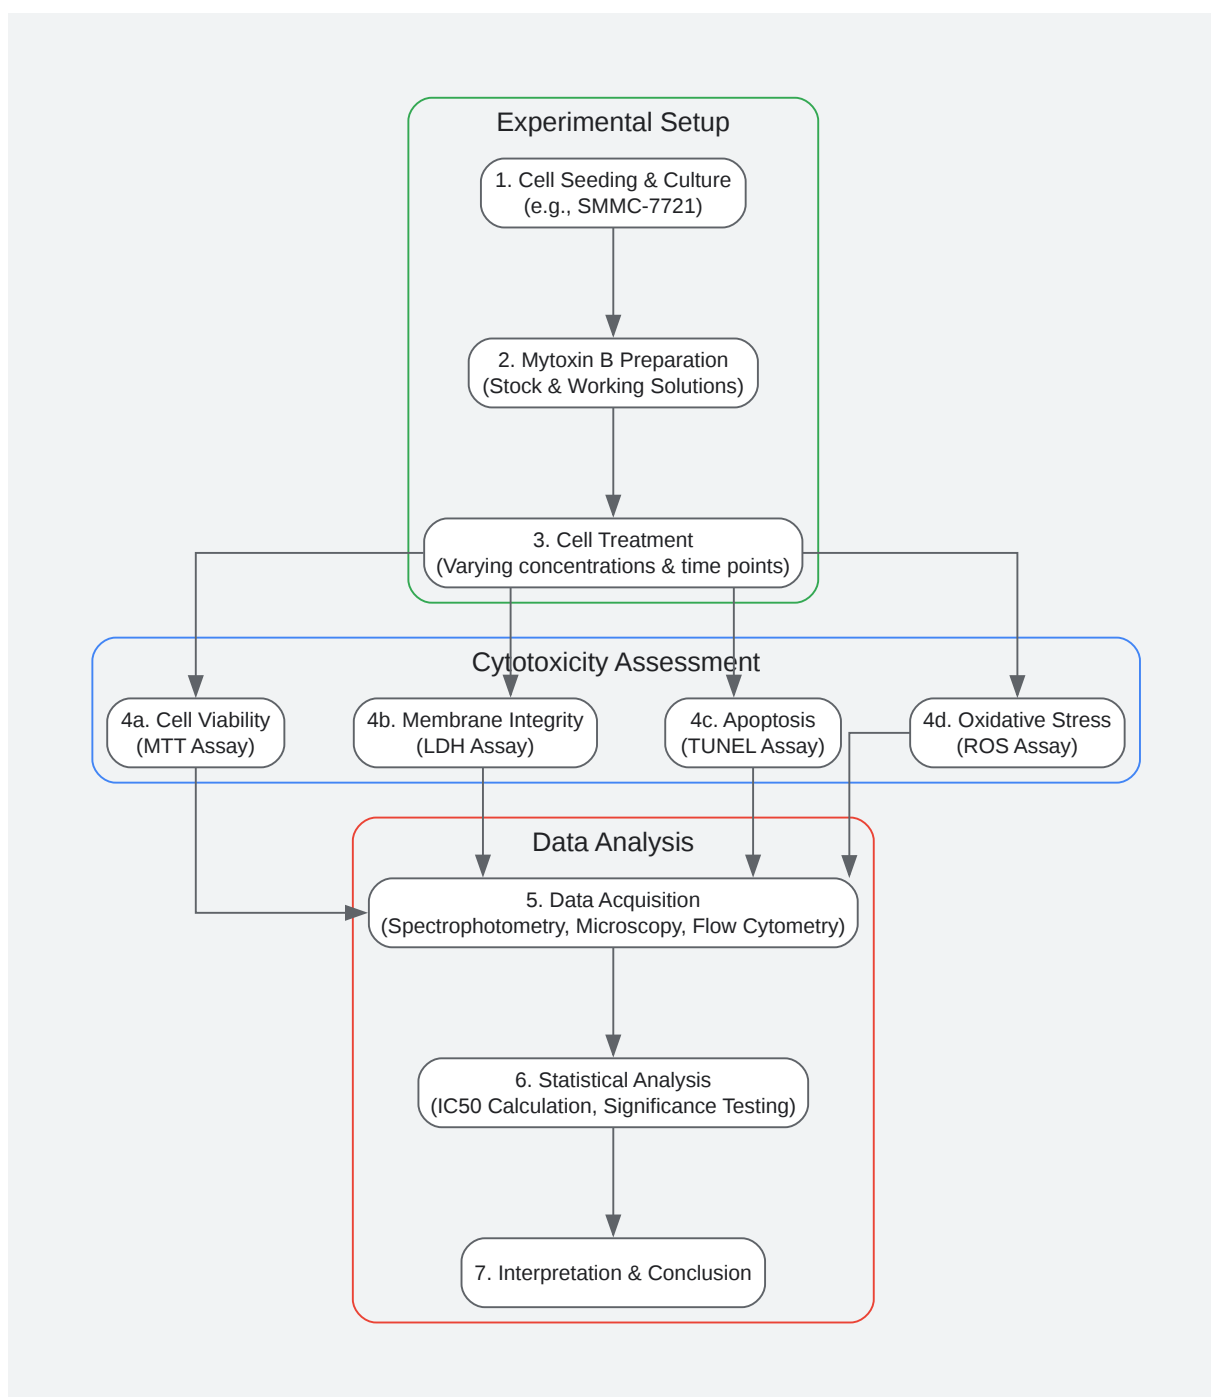 Experimental Setup
1. Cell Seeding & Culture
(e.g., SMMC-7721)
2. Mytoxin B Preparation
(Stock & Working Solutions)
3. Cell Treatment
(Varying concentrations & time points)
Cytotoxicity Assessment
4a. Cell Viability
(MTT Assay)
4b. Membrane Integrity
(LDH Assay)
4c. Apoptosis
(TUNEL Assay)
4d. Oxidative Stress
(ROS Assay)
Data Analysis
5. Data Acquisition
(Spectrophotometry, Microscopy, Flow Cytometry)
6. Statistical Analysis
(IC50 Calculation, Significance Testing)
7. Interpretation & Conclusion